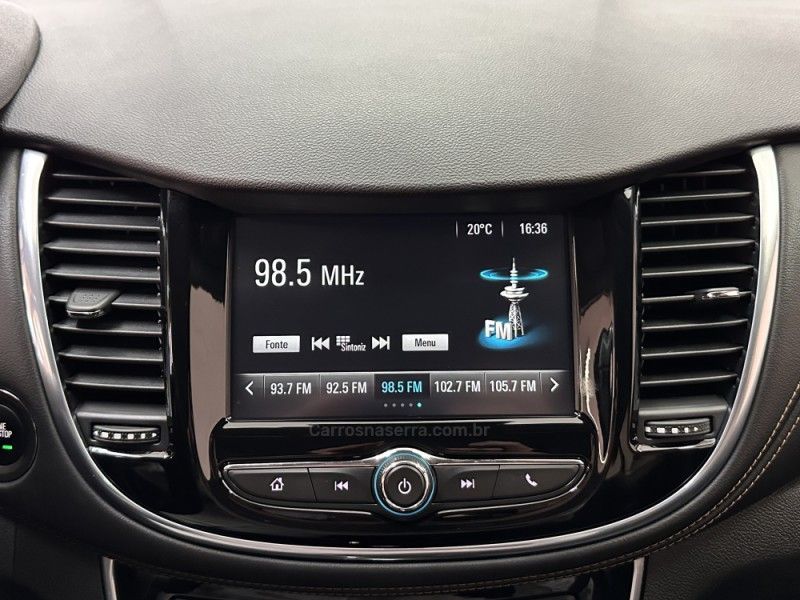 20°C 16:36
98.5 MHz
FM
Fonte Sintoniz Menu
93.7 FM 92.5 FM 98.5 FM 102.7 FM 105.7 FM
Carrosnaserra.com.br